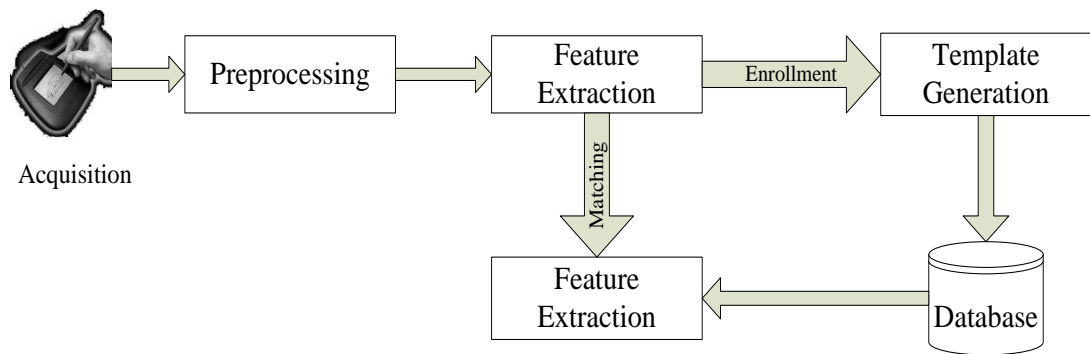 Acquisition
Preprocessing
Feature
Extraction
Enrollment
Template
Generation
Matching
Feature
Extraction
Database